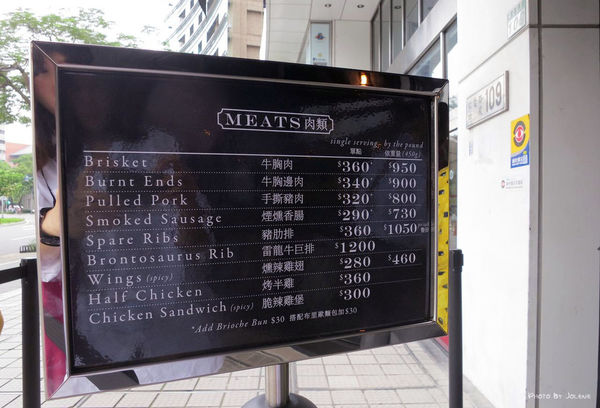 MEATS 肉類
single serving 單點 by the pound 依重量 (450g)
Brisket 牛胸肉 $360* $950
Burnt Ends 牛胸邊肉 $340* $900
Pulled Pork 手撕豬肉 $320* $800
Smoked Sausage 煙燻香腸 $290* $730
Spare Ribs 豬肋排 $360 $1050
Brontosaurus Rib 雷龍牛巨排 $1200
Wings (spicy) 燻辣雞翅 $280 $460
Half Chicken 烤半雞 $360
Chicken Sandwich (spicy) 脆辣雞堡 $300
*Add Brioche Bun $30 搭配布里歐麵包加$30
109
PHOTO BY JOLENE